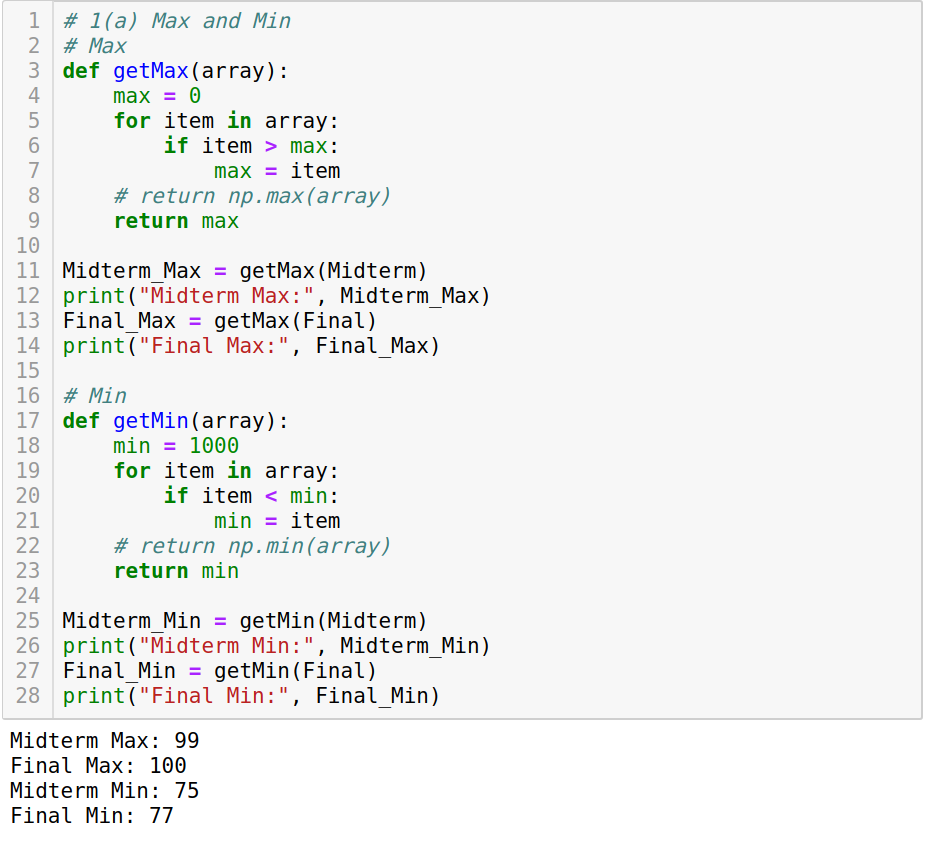 1 # 1(a) Max and Min
2 # Max
3 def getMax(array):
4     max = 0
5     for item in array:
6         if item > max:
7             max = item
8     # return np.max(array)
9     return max
10
11 Midterm_Max = getMax(Midterm)
12 print("Midterm Max:", Midterm_Max)
13 Final_Max = getMax(Final)
14 print("Final Max:", Final_Max)
15
16 # Min
17 def getMin(array):
18     min = 1000
19     for item in array:
20         if item < min:
21             min = item
22     # return np.min(array)
23     return min
24
25 Midterm_Min = getMin(Midterm)
26 print("Midterm Min:", Midterm_Min)
27 Final_Min = getMin(Final)
28 print("Final Min:", Final_Min)
Midterm Max: 99
Final Max: 100
Midterm Min: 75
Final Min: 77